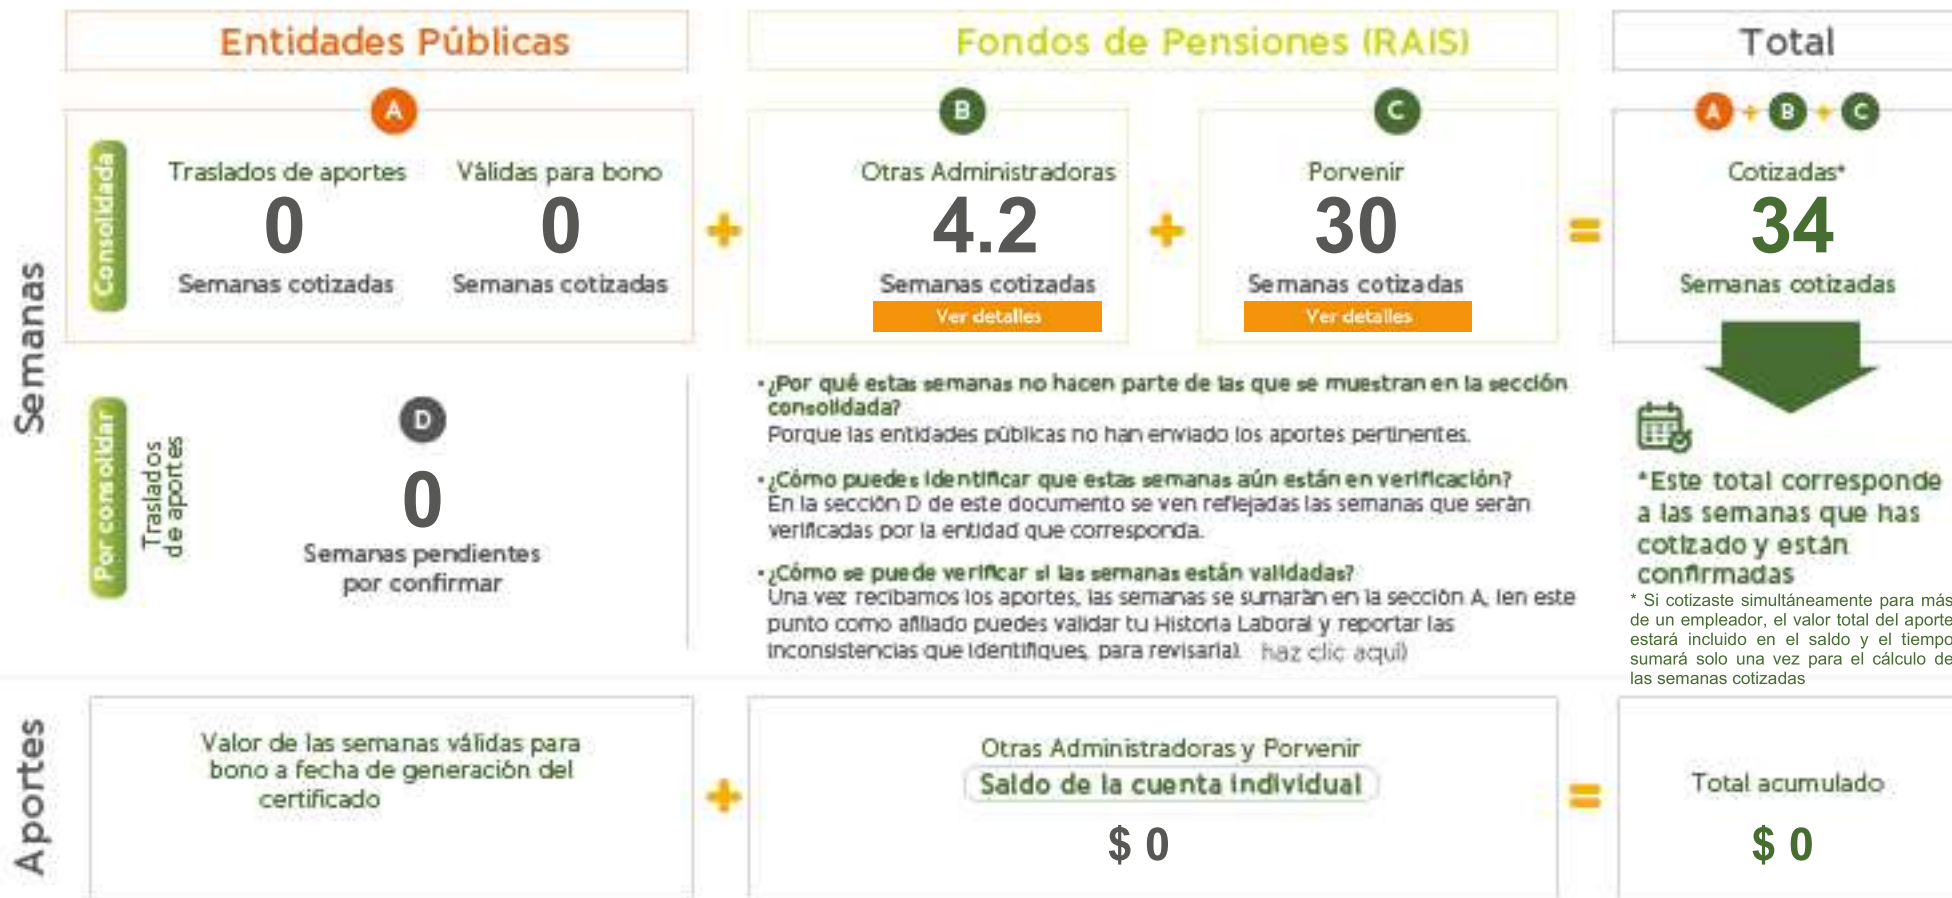 Entidades Públicas
Fondos de Pensiones (RAIS)
Total
Semanas
Consolidada
A
Traslados de aportes
0
Semanas cotizadas
Válidas para bono
0
Semanas cotizadas
+
B
Otras Administradoras
4.2
Semanas cotizadas
Ver detalles
+
C
Porvenir
30
Semanas cotizadas
Ver detalles
=
A + B + C
Cotizadas*
34
Semanas cotizadas
Por consolidar
Traslados
de aportes
D
0
Semanas pendientes
por confirmar
• ¿Por qué estas semanas no hacen parte de las que se muestran en la sección
consolidada?
Porque las entidades públicas no han enviado los aportes pertinentes.
• ¿Cómo puedes identificar que estas semanas aún están en verificación?
En la sección D de este documento se ven reflejadas las semanas que serán
verificadas por la entidad que corresponda.
• ¿Cómo se puede verificar si las semanas están validadas?
Una vez recibamos los aportes, las semanas se sumarán en la sección A, (en este
punto como afiliado puedes validar tu Historia Laboral y reportar las
inconsistencias que identifiques, para revisarla). haz clic aquí)
*Este total corresponde
a las semanas que has
cotizado y están
confirmadas
* Si cotizaste simultáneamente para más
de un empleador, el valor total del aporte
estará incluido en el saldo y el tiempo
sumará solo una vez para el cálculo de
las semanas cotizadas
Aportes
Valor de las semanas válidas para
bono a fecha de generación del
certificado
+
Otras Administradoras y Porvenir
Saldo de la cuenta individual
$ 0
=
Total acumulado
$ 0